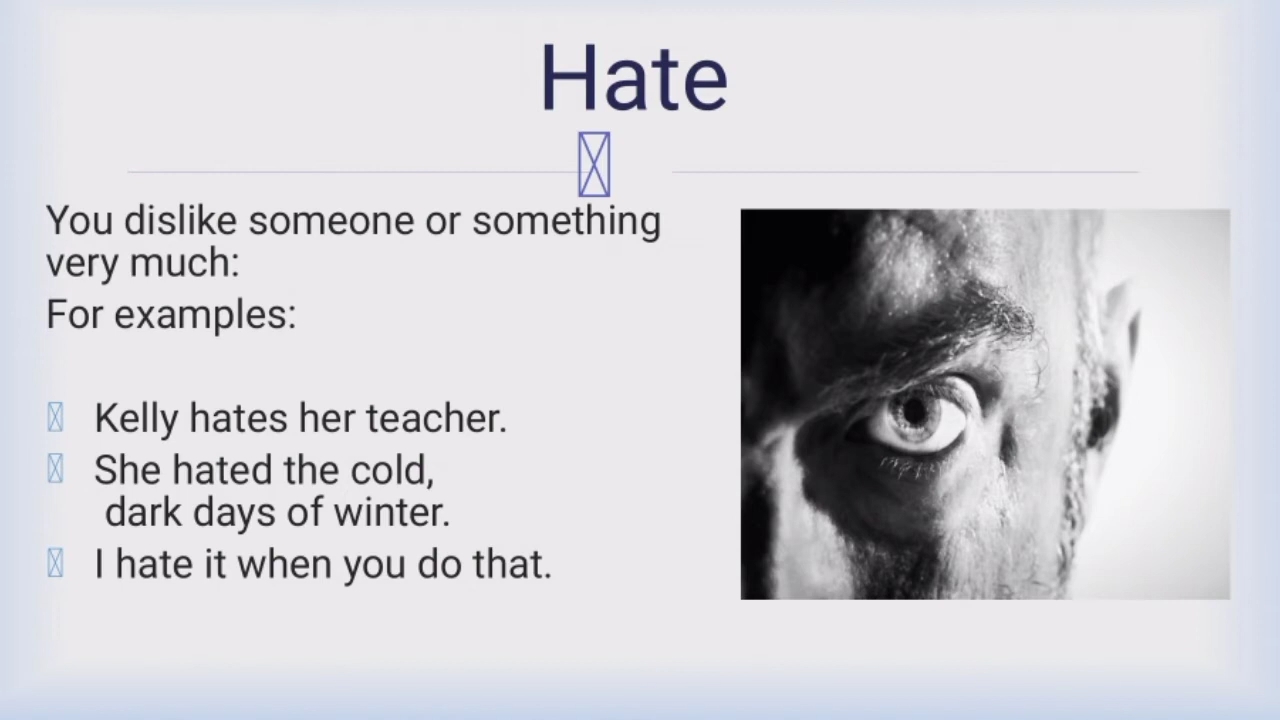 Hate
You dislike someone or something
very much:
For examples:
Kelly hates her teacher.
She hated the cold,
dark days of winter.
I hate it when you do that.